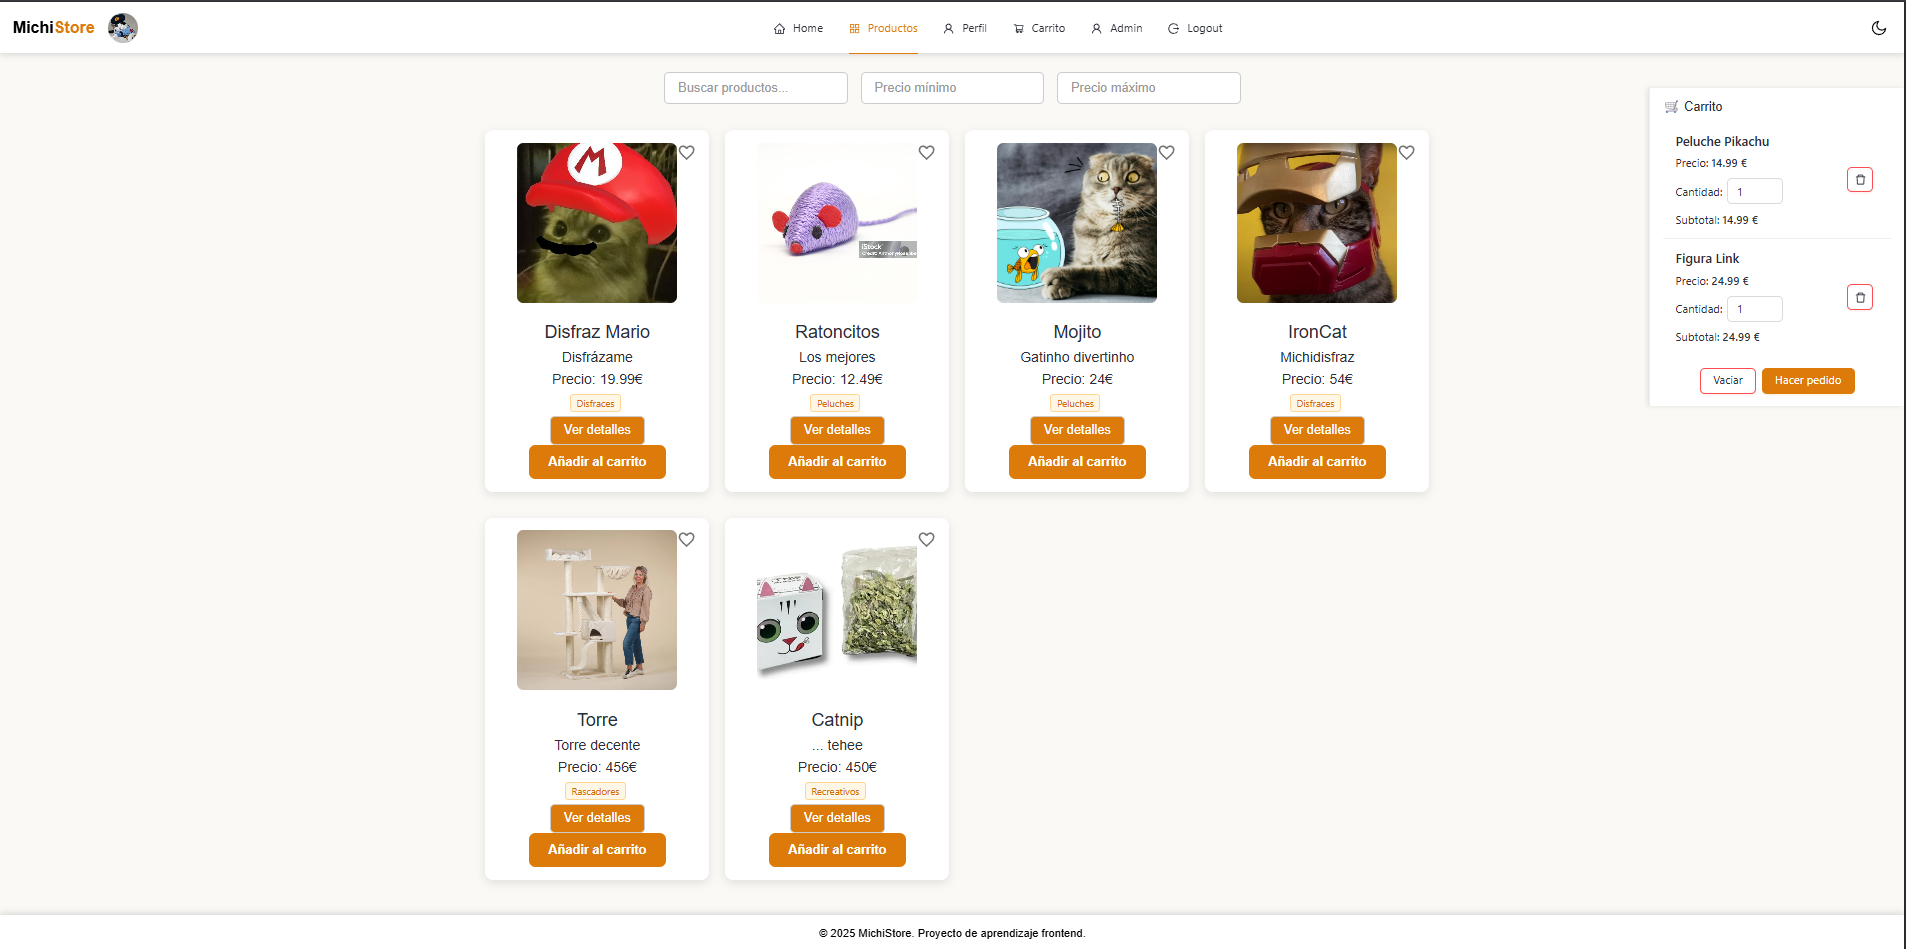 MichiStore
Home
Productos
Perfil
Carrito
Admin
Logout
Buscar productos...
Precio mínimo
Precio máximo
Disfraz Mario
Disfrázame
Precio: 19.99€
Disfraces
Ver detalles
Añadir al carrito
iStock
Ratoncitos
Los mejores
Precio: 12.49€
Peluches
Ver detalles
Añadir al carrito
Mojito
Gatinho divertinho
Precio: 24€
Peluches
Ver detalles
Añadir al carrito
M
IronCat
Michidisfraz
Precio: 54€
Disfraces
Ver detalles
Añadir al carrito
Torre
Torre decente
Precio: 456€
Rascadores
Ver detalles
Añadir al carrito
Catnip
... tehee
Precio: 450€
Recreativos
Ver detalles
Añadir al carrito
Carrito
Peluche Pikachu
Precio: 14.99 €
Cantidad: 1
Subtotal: 14.99 €
Figura Link
Precio: 24.99 €
Cantidad: 1
Subtotal: 24.99 €
Vaciar
Hacer pedido
© 2025 MichiStore. Proyecto de aprendizaje frontend.